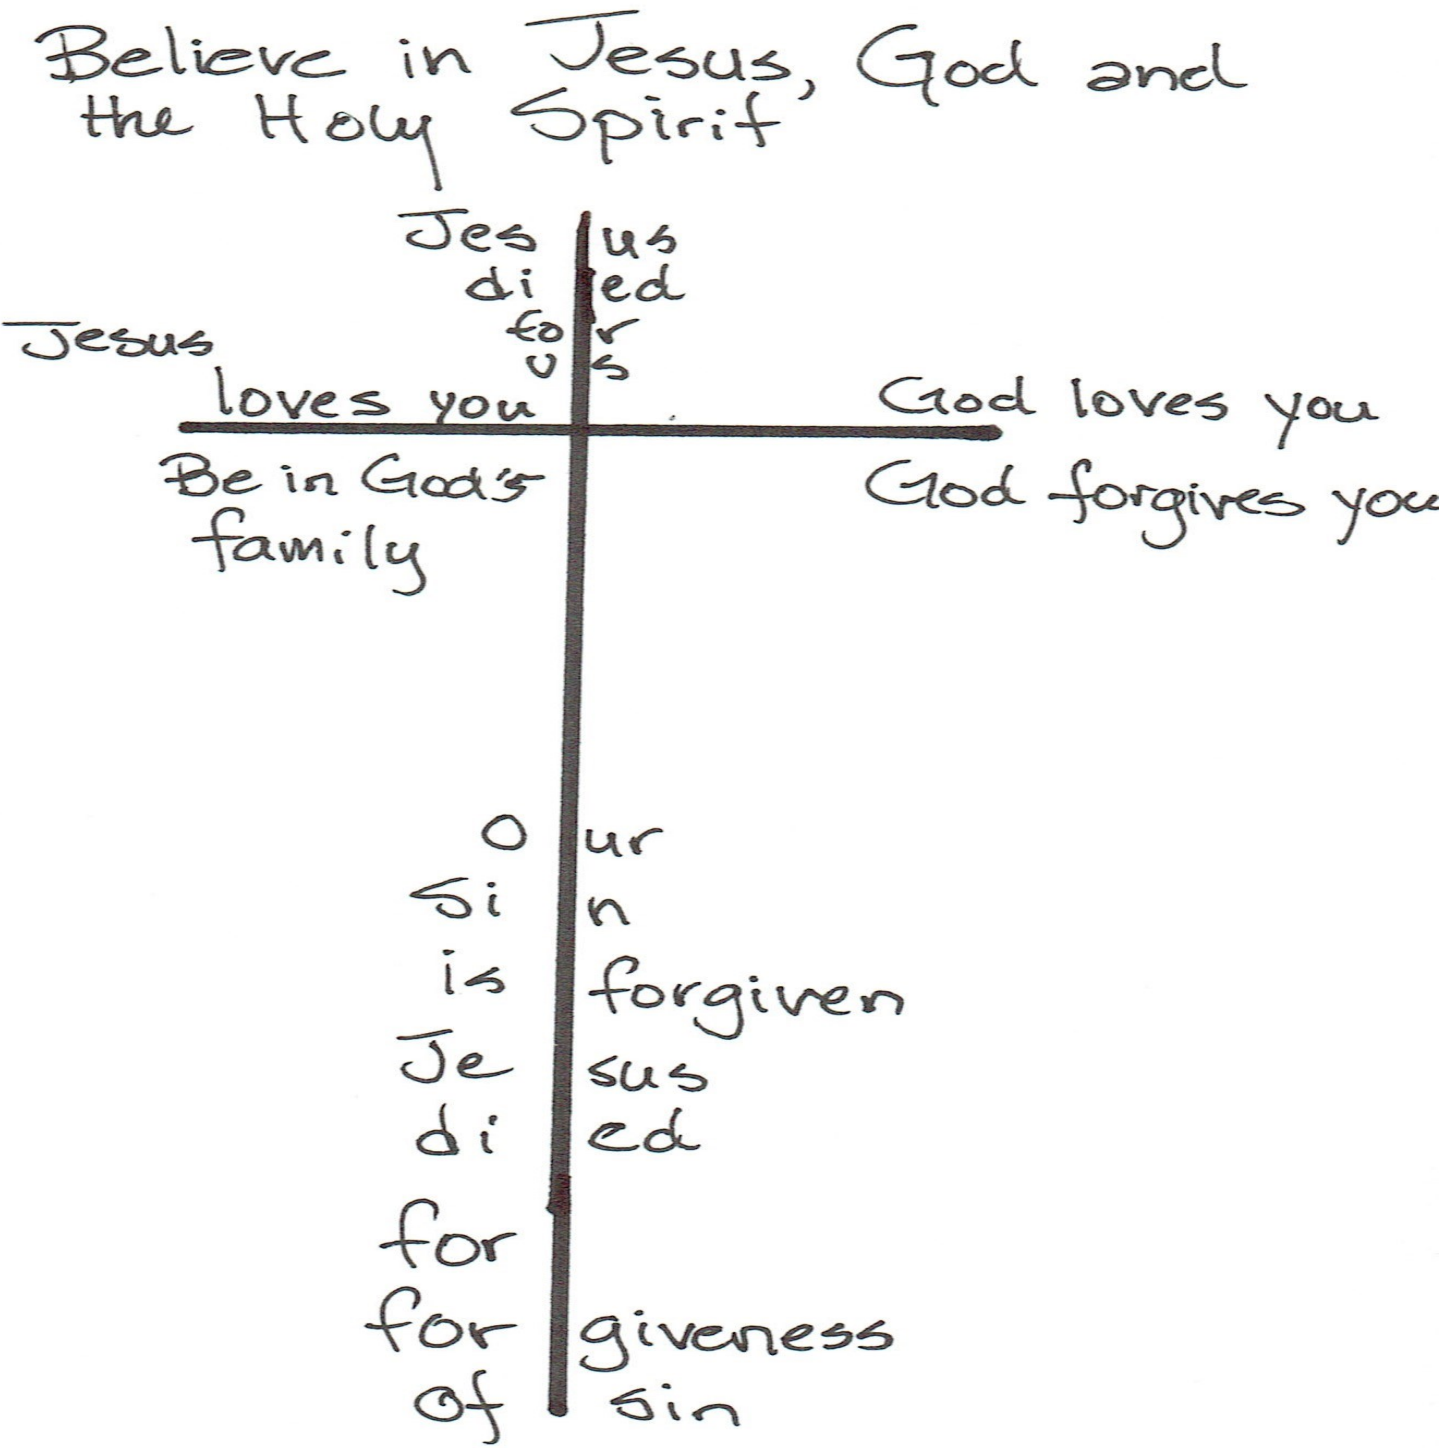 Believe in Jesus, God and
the Holy Spirit
Jes us
di ed
fo r
u s
Jesus
loves you
God loves you
Be in God's
family
God forgives you
O ur
Si n
is forgiven
Je sus
di ed
for
for giveness
of sin